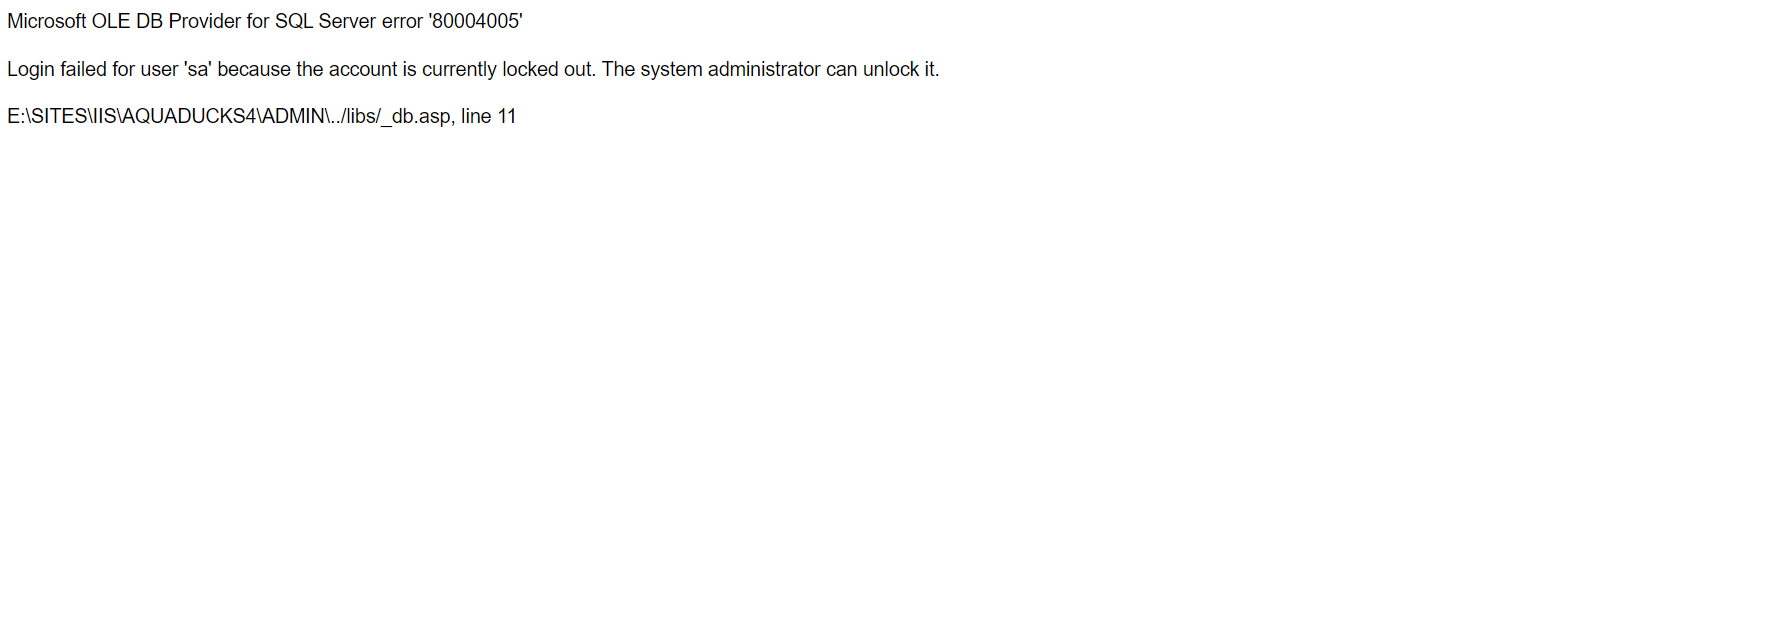 Microsoft OLE DB Provider for SQL Server error '80004005'
Login failed for user 'sa' because the account is currently locked out. The system administrator can unlock it.
E:\SITES\IIS\AQUADUCKS4\ADMIN\../libs/_db.asp, line 11